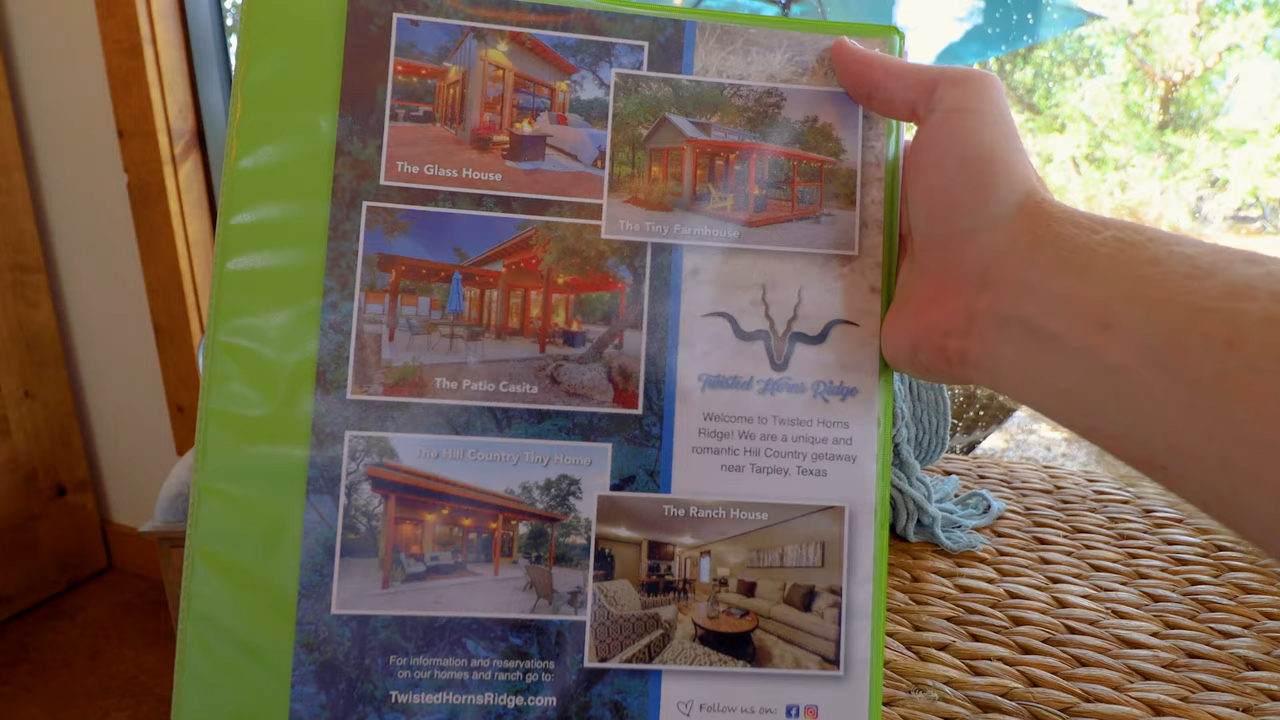 The Glass House
The Tiny Farmhouse
The Patio Casita
Twisted Horns Ridge
Welcome to Twisted Horns
Ridge! We are a unique and
romantic Hill Country getaway
near Tarpley, Texas
The Hill Country Tiny Home
The Ranch House
For information and reservations
on our homes and ranch go to:
TwistedHornsRidge.com
Follow us on: